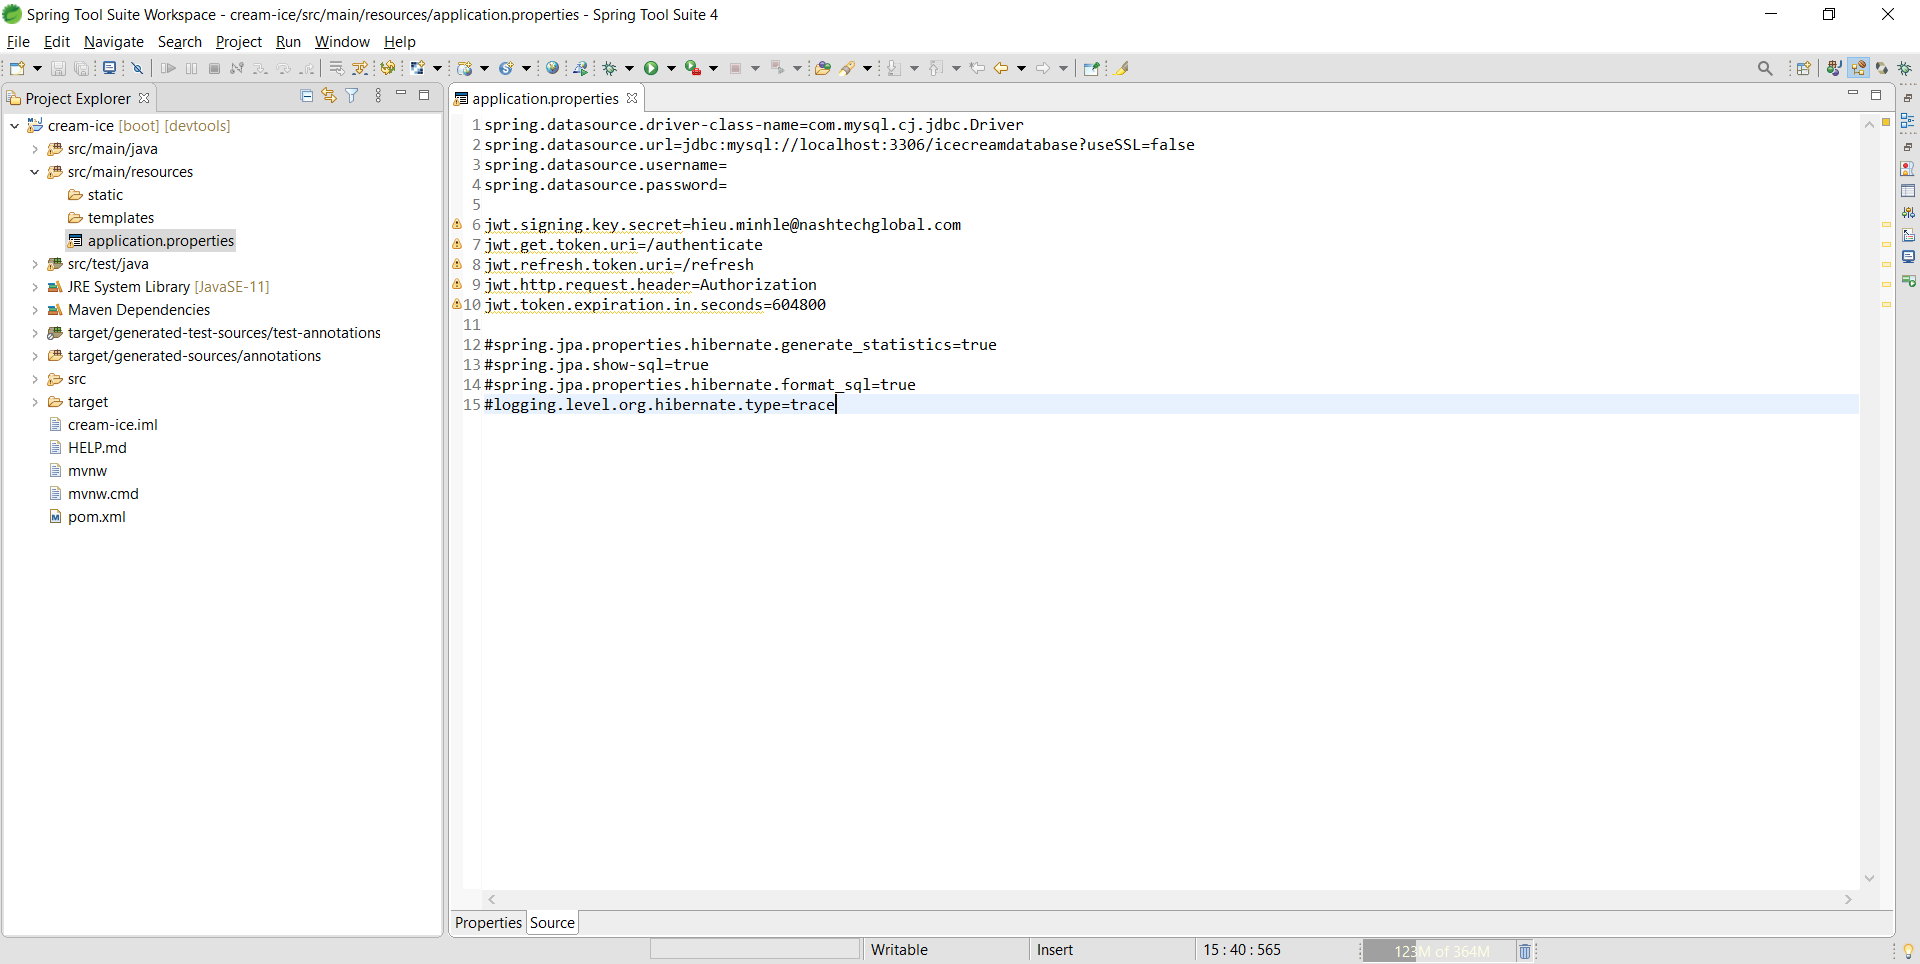 Spring Tool Suite Workspace - cream-ice/src/main/resources/application.properties - Spring Tool Suite 4
File Edit Navigate Search Project Run Window Help
Project Explorer
application.properties
cream-ice [boot] [devtools]
src/main/java
src/main/resources
static
templates
application.properties
src/test/java
JRE System Library [JavaSE-11]
Maven Dependencies
target/generated-test-sources/test-annotations
target/generated-sources/annotations
src
target
cream-ice.iml
HELP.md
mvnw
mvnw.cmd
pom.xml
1 spring.datasource.driver-class-name=com.mysql.cj.jdbc.Driver
2 spring.datasource.url=jdbc:mysql://localhost:3306/icecreamdatabase?useSSL=false
3 spring.datasource.username=
4 spring.datasource.password=
5
6 jwt.signing.key.secret=hieu.minhle@nashtechglobal.com
7 jwt.get.token.uri=/authenticate
8 jwt.refresh.token.uri=/refresh
9 jwt.http.request.header=Authorization
10 jwt.token.expiration.in.seconds=604800
11
12 #spring.jpa.properties.hibernate.generate_statistics=true
13 #spring.jpa.show-sql=true
14 #spring.jpa.properties.hibernate.format_sql=true
15 #logging.level.org.hibernate.type=trace
Properties Source
Writable Insert 15 : 40 : 565 123M of 364M